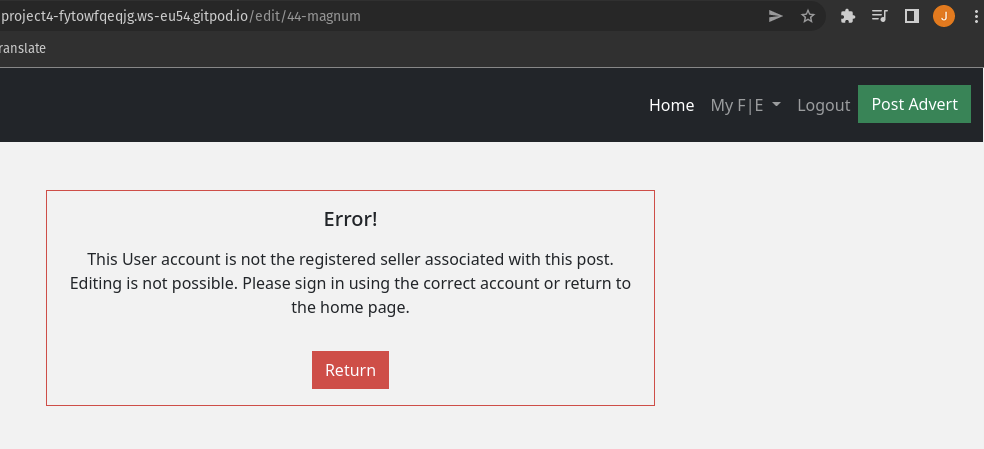 project4-fytowfqeqjg.ws-eu54.gitpod.io/edit/44-magnum
J
ranslate
Home My F|E Logout Post Advert
Error!
This User account is not the registered seller associated with this post.
Editing is not possible. Please sign in using the correct account or return to
the home page.
Return